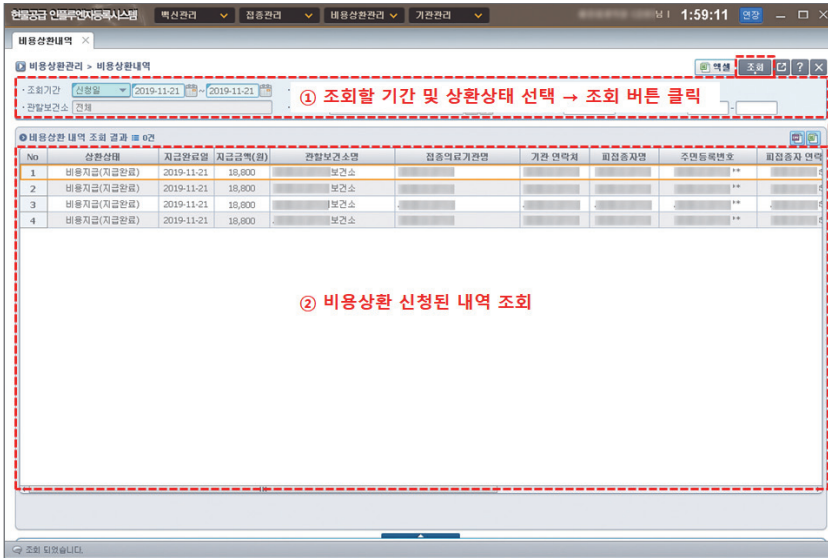 현물공급 인플루엔자등록시스템 백신관리 접종관리 비용상환관리 기관관리 님 | 1:59:11 연장
비용상환내역 ×
비용상환관리 > 비용상환내역 엑셀 조회 ? ×
· 조회기간 신청일 2019-11-21 ~ 2019-11-21
① 조회할 기간 및 상환상태 선택 → 조회 버튼 클릭
· 관할보건소 전체 -
비용상환 내역 조회 결과 0건
No 상환상태 지급완료일 지급금액(원) 관할보건소명 접종의료기관명 기관 연락처 피접종자명 주민등록번호 피접종자 연락
1 비용지급(지급완료) 2019-11-21 18,800 보건소 **
2 비용지급(지급완료) 2019-11-21 18,800 보건소 **
3 비용지급(지급완료) 2019-11-21 18,800 보건소 **
4 비용지급(지급완료) 2019-11-21 18,800 보건소 **
② 비용상환 신청된 내역 조회
조회 되었습니다.